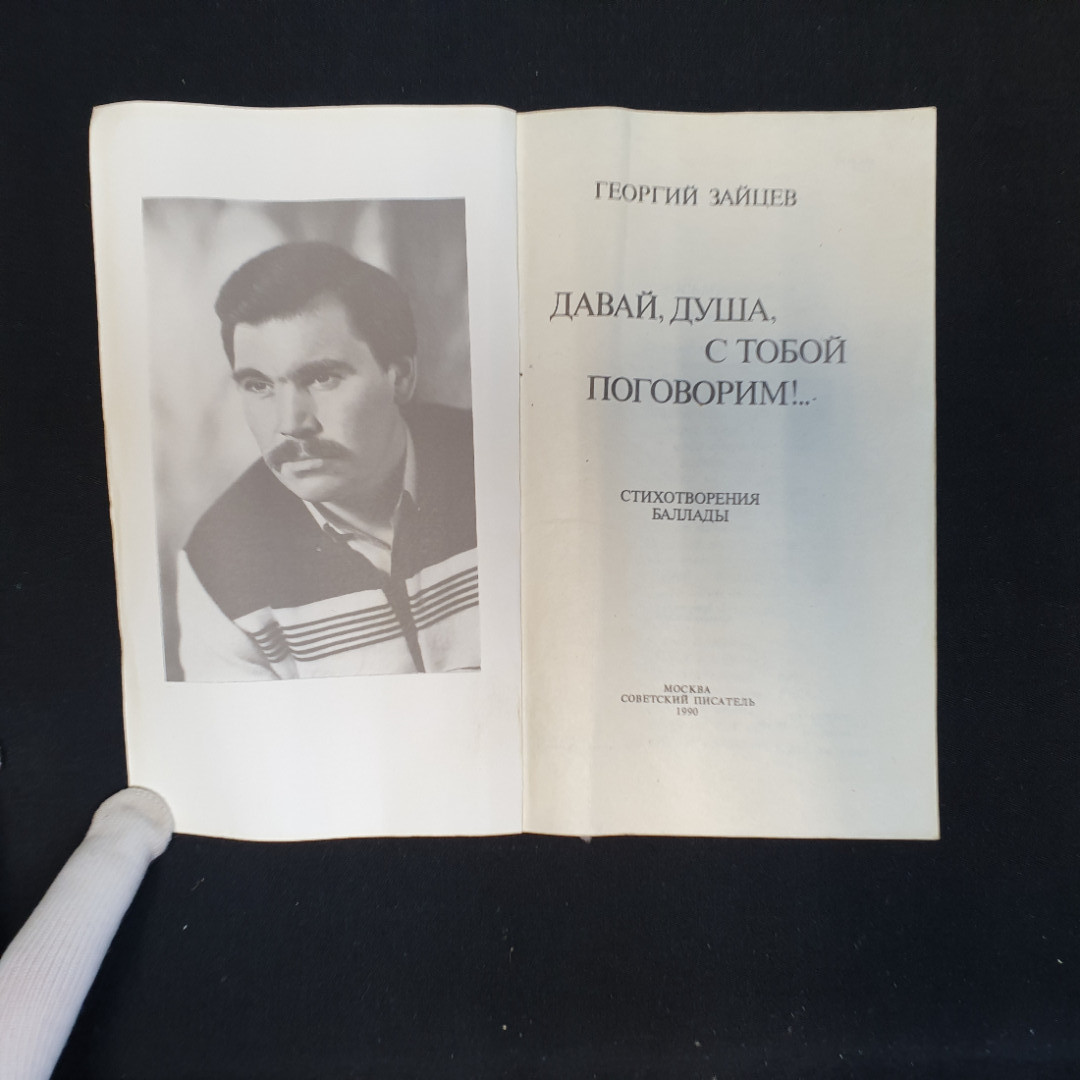 ГЕОРГИЙ ЗАЙЦЕВ
ДАВАЙ, ДУША,
С ТОБОЙ
ПОГОВОРИМ!..
СТИХОТВОРЕНИЯ
БАЛЛАДЫ
МОСКВА
СОВЕТСКИЙ ПИСАТЕЛЬ
1990